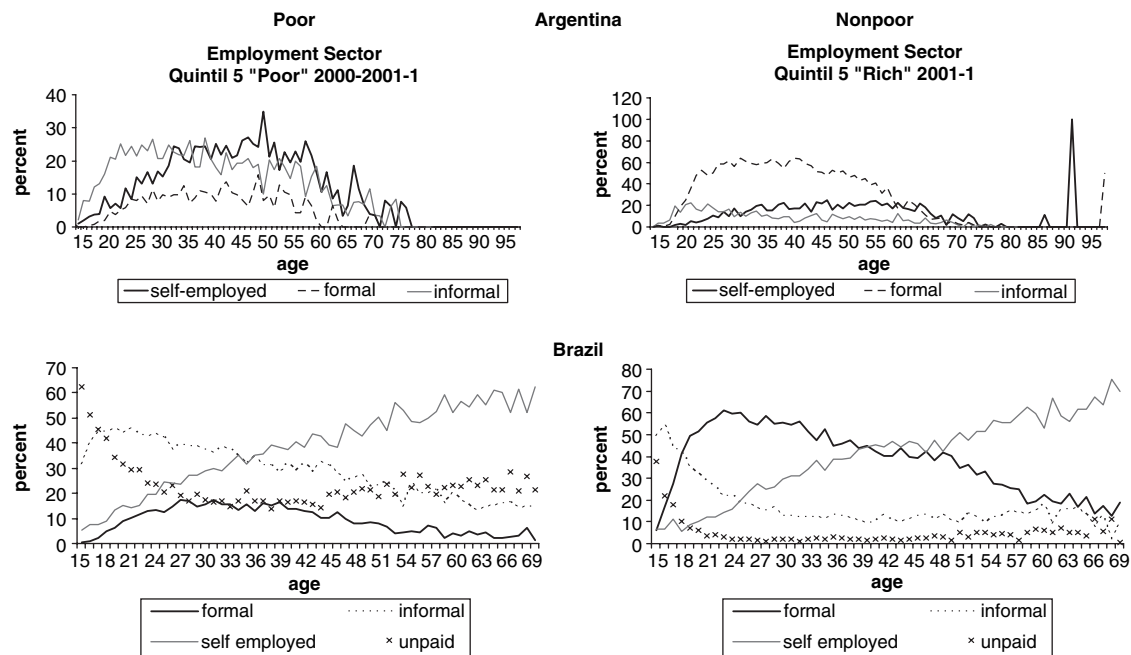 Poor Argentina Nonpoor
Employment Sector
Quintil 5 "Poor" 2000-2001-1
40
30
20
10
0
percent
15 20 25 30 35 40 45 50 55 60 65 70 75 80 85 90 95
age
self-employed formal informal
Employment Sector
Quintil 5 "Rich" 2001-1
120
100
80
60
40
20
0
percent
15 20 25 30 35 40 45 50 55 60 65 70 75 80 85 90 95
age
self-employed formal informal
Brazil
70
60
50
40
30
20
10
0
percent
15 18 21 24 27 30 33 36 39 42 45 48 51 54 57 60 63 66 69
age
formal informal
self employed unpaid
80
70
60
50
40
30
20
10
0
percent
15 18 21 24 27 30 33 36 39 42 45 48 51 54 57 60 63 66 69
age
formal informal
self employed unpaid